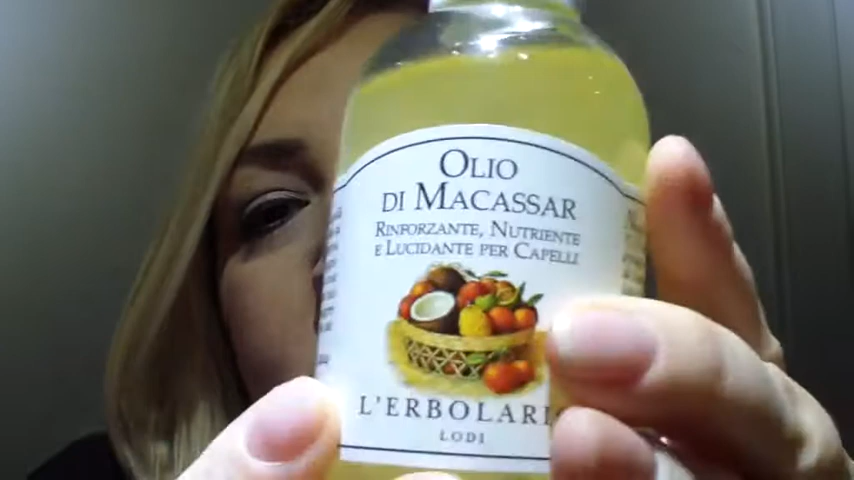 OLIO
DI MACASSAR
RINFORZANTE, NUTRIENTE
E LUCIDANTE PER CAPELLI
L'ERBOLARI
LODI